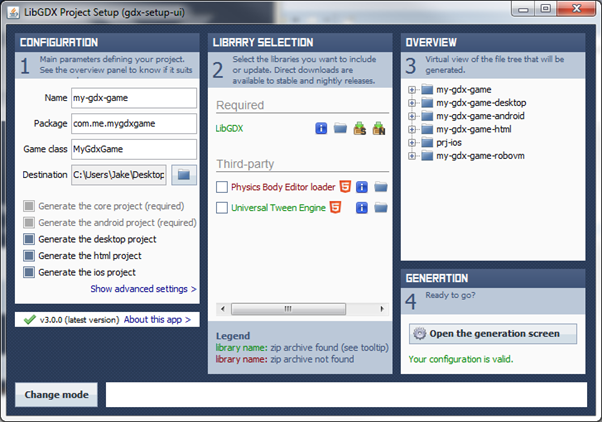 LibGDX Project Setup (gdx-setup-ui)
CONFIGURATION
1
Main parameters defining your project.
See the overview panel to know if it suits
Name
my-gdx-game
Package
com.me.mygdxgame
Game class
MyGdxGame
Destination
C:\Users\Jake\Desktop
Generate the core project (required)
Generate the android project (required)
Generate the desktop project
Generate the html project
Generate the ios project
Show advanced settings >
v3.0.0 (latest version) About this app >
LIBRARY SELECTION
2
Select the libraries you want to include
or update. Direct downloads are
available to stable and nightly releases.
Required
LibGDX
S N
Third-party
Physics Body Editor loader
Universal Tween Engine
Legend
library name: zip archive found (see tooltip)
library name: zip archive not found
OVERVIEW
3
Virtual view of the file tree that will be
generated.
my-gdx-game
my-gdx-game-desktop
my-gdx-game-android
my-gdx-game-html
prj-ios
my-gdx-game-robovm
GENERATION
4
Ready to go?
Open the generation screen
Your configuration is valid.
Change mode